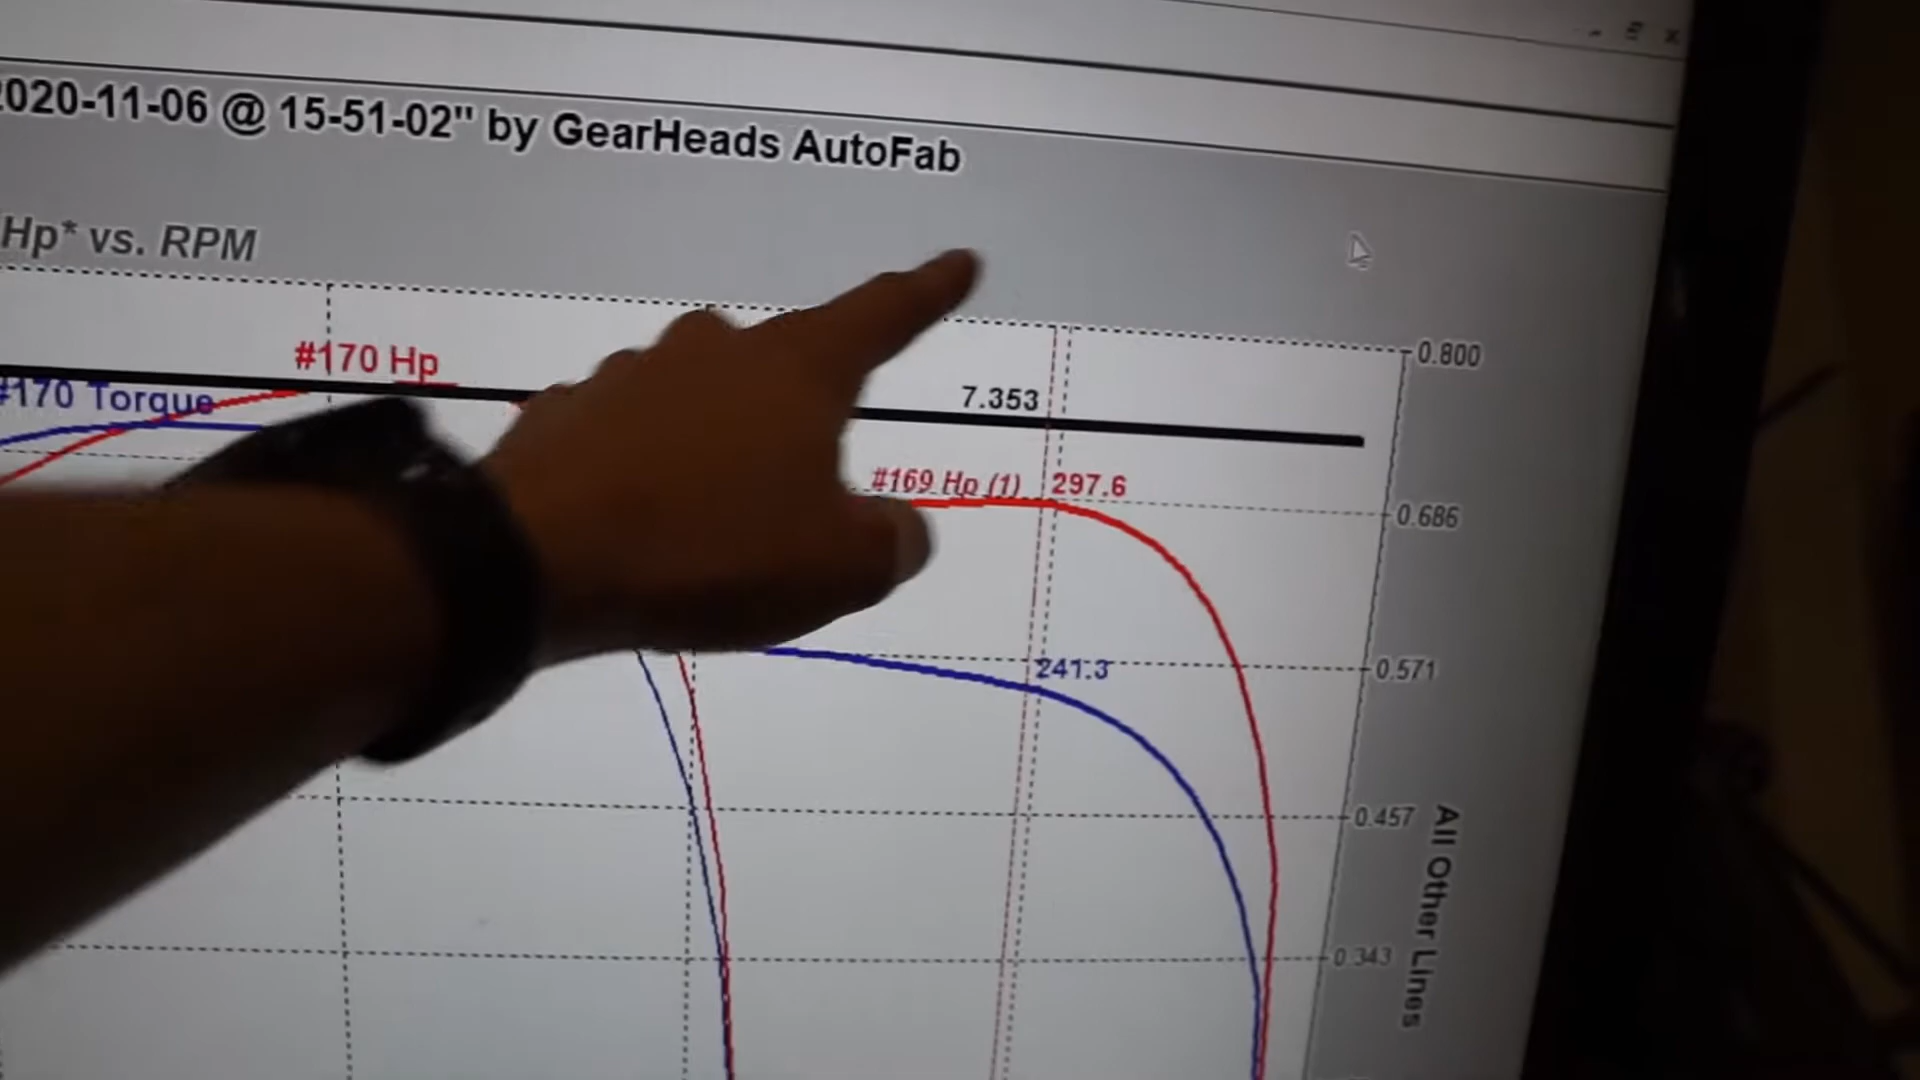 2020-11-06 @ 15-51-02" by GearHeads AutoFab
Hp* vs. RPM
#170 Hp
#170 Torque
7.353
#169 Hp (1) 297.6
241.3
0.800
0.686
0.571
0.457
0.343
All Other Lines